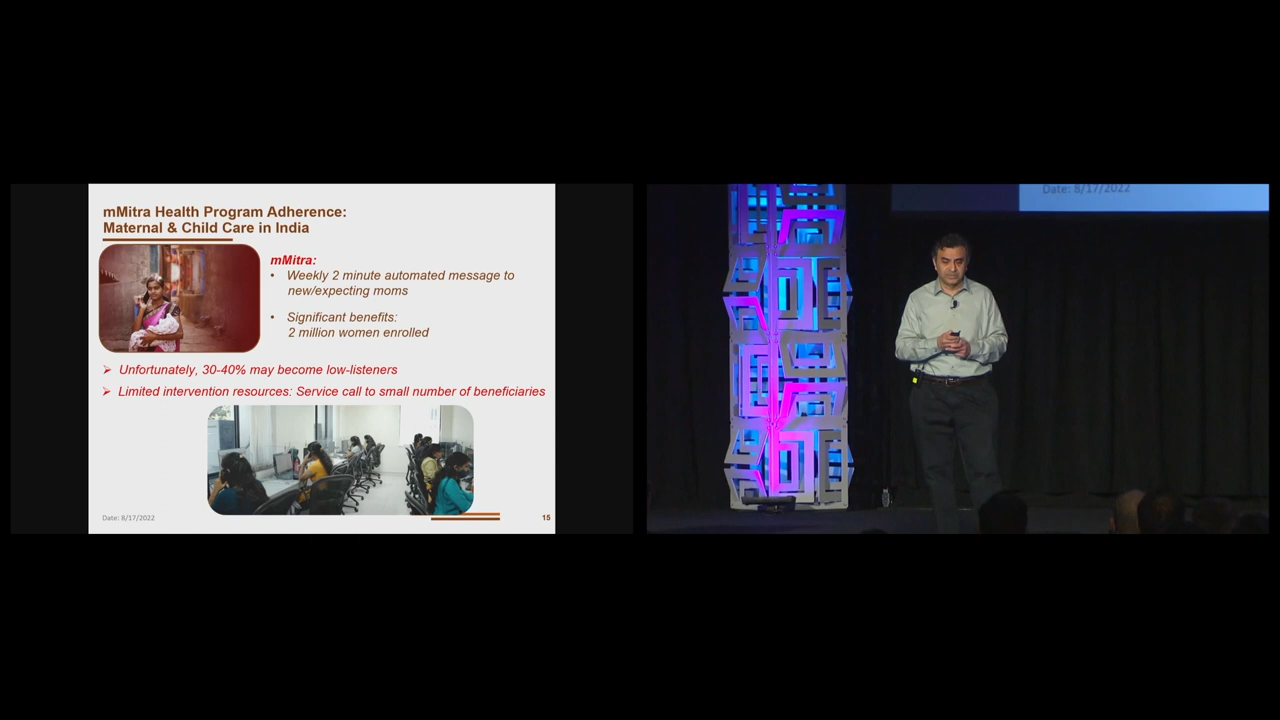 mMitra Health Program Adherence:
Maternal & Child Care in India
mMitra:
• Weekly 2 minute automated message to
new/expecting moms
• Significant benefits:
2 million women enrolled
➢ Unfortunately, 30-40% may become low-listeners
➢ Limited intervention resources: Service call to small number of beneficiaries
Date: 8/17/2022
15
Date: 8/17/2022